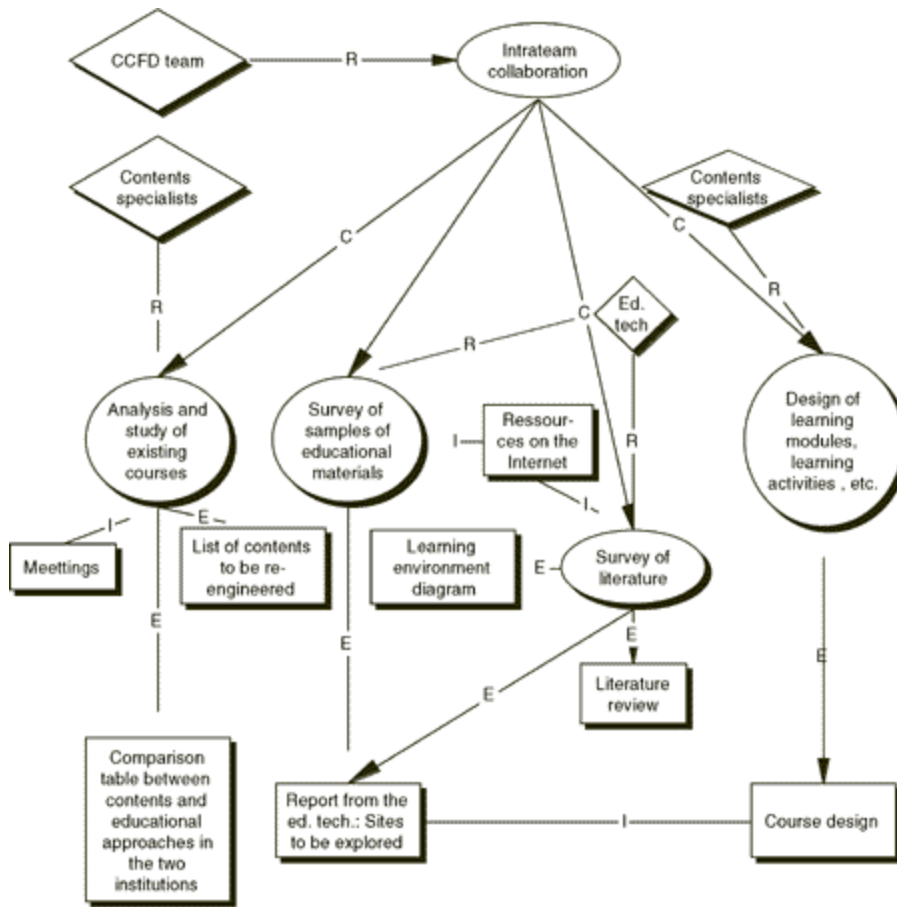 CCFD team
R
Intrateam
collaboration
Contents
specialists
Contents
specialists
C
C
R
R
C
Ed.
tech
R
Analysis and
study of
existing
courses
Survey of
samples of
educational
materials
I
Ressour-
ces on the
Internet
R
Design of
learning
modules,
learning
activities , etc.
I
I
E
Meettings
List of contents
to be re-
engineered
Learning
environment
diagram
E
Survey of
literature
E
E
E
E
E
Literature
review
Comparison
table between
contents and
educational
approaches in
the two
institutions
Report from the
ed. tech.: Sites
to be explored
I
Course design